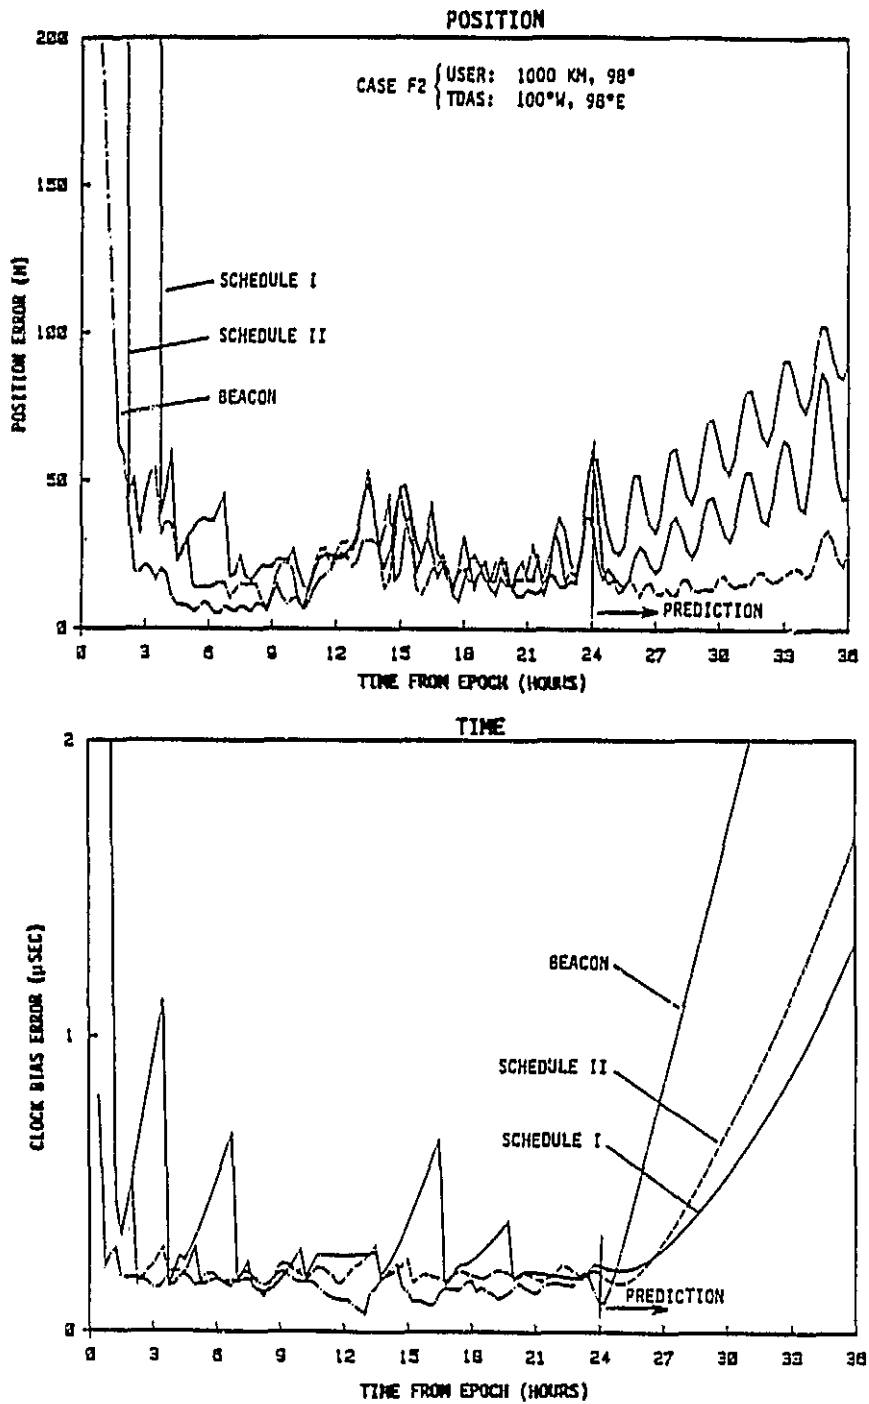 POSITION
200
150
100
50
0
POSITION ERROR (M)
CASE F2 { USER: 1000 KM, 98°
TDAS: 100°W, 98°E
SCHEDULE I
SCHEDULE II
BEACON
PREDICTION
0 3 6 9 12 15 18 21 24 27 30 33 36
TIME FROM EPOCH (HOURS)
TIME
2
1
0
CLOCK BIAS ERROR (µSEC)
BEACON
SCHEDULE II
SCHEDULE I
PREDICTION
0 3 6 9 12 15 18 21 24 27 30 33 36
TIME FROM EPOCH (HOURS)